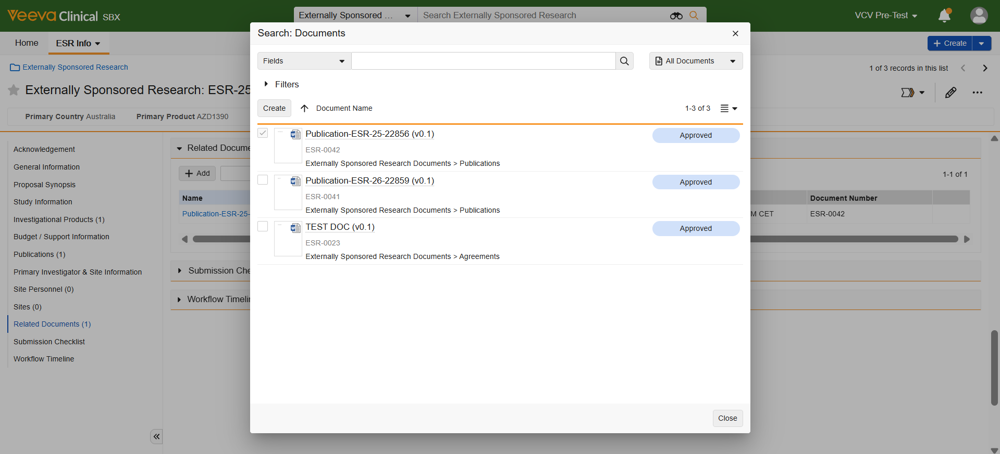 Veeva Clinical SBX
Externally Sponsored ...
Search Externally Sponsored Research
VCV Pre-Test
Home
ESR Info
Create
Externally Sponsored Research
1 of 3 records in this list
Externally Sponsored Research: ESR-25
Primary Country Australia
Primary Product AZD1390
Acknowledgement
General Information
Proposal Synopsis
Study Information
Investigational Products (1)
Budget / Support Information
Publications (1)
Primary Investigator & Site Information
Site Personnel (0)
Sites (0)
Related Documents (1)
Submission Checklist
Workflow Timeline
Related Docume
Add
1-1 of 1
Name
Document Number
Publication-ESR-25-
M CET
ESR-0042
Submission Che
Workflow Timeli
Search: Documents
Fields
All Documents
Filters
Create
Document Name
1-3 of 3
Publication-ESR-25-22856 (v0.1)
Approved
ESR-0042
Externally Sponsored Research Documents > Publications
Publication-ESR-26-22859 (v0.1)
Approved
ESR-0041
Externally Sponsored Research Documents > Publications
TEST DOC (v0.1)
Approved
ESR-0023
Externally Sponsored Research Documents > Agreements
Close